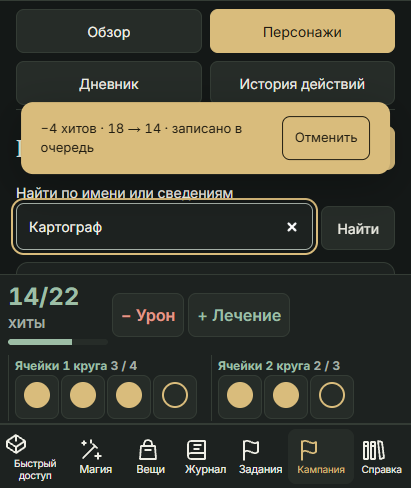 Обзор
Персонажи
Дневник
История действий
−4 хитов · 18 → 14 · записано в
очередь
Отменить
Найти по имени или сведениям
Картограф
×
Найти
14/22
ХИТЫ
− Урон
+ Лечение
Ячейки 1 круга 3 / 4
Ячейки 2 круга 2 / 3
Быстрый
доступ
Магия
Вещи
Журнал
Задания
Кампания
Справка